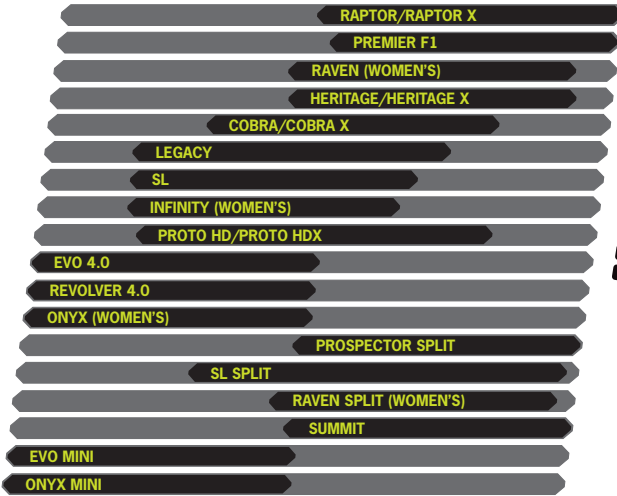 RAPTOR/RAPTOR X
PREMIER F1
RAVEN (WOMEN'S)
HERITAGE/HERITAGE X
COBRA/COBRA X
LEGACY
SL
INFINITY (WOMEN'S)
PROTO HD/PROTO HDX
EVO 4.0
REVOLVER 4.0
ONYX (WOMEN'S)
PROSPECTOR SPLIT
SL SPLIT
RAVEN SPLIT (WOMEN'S)
SUMMIT
EVO MINI
ONYX MINI